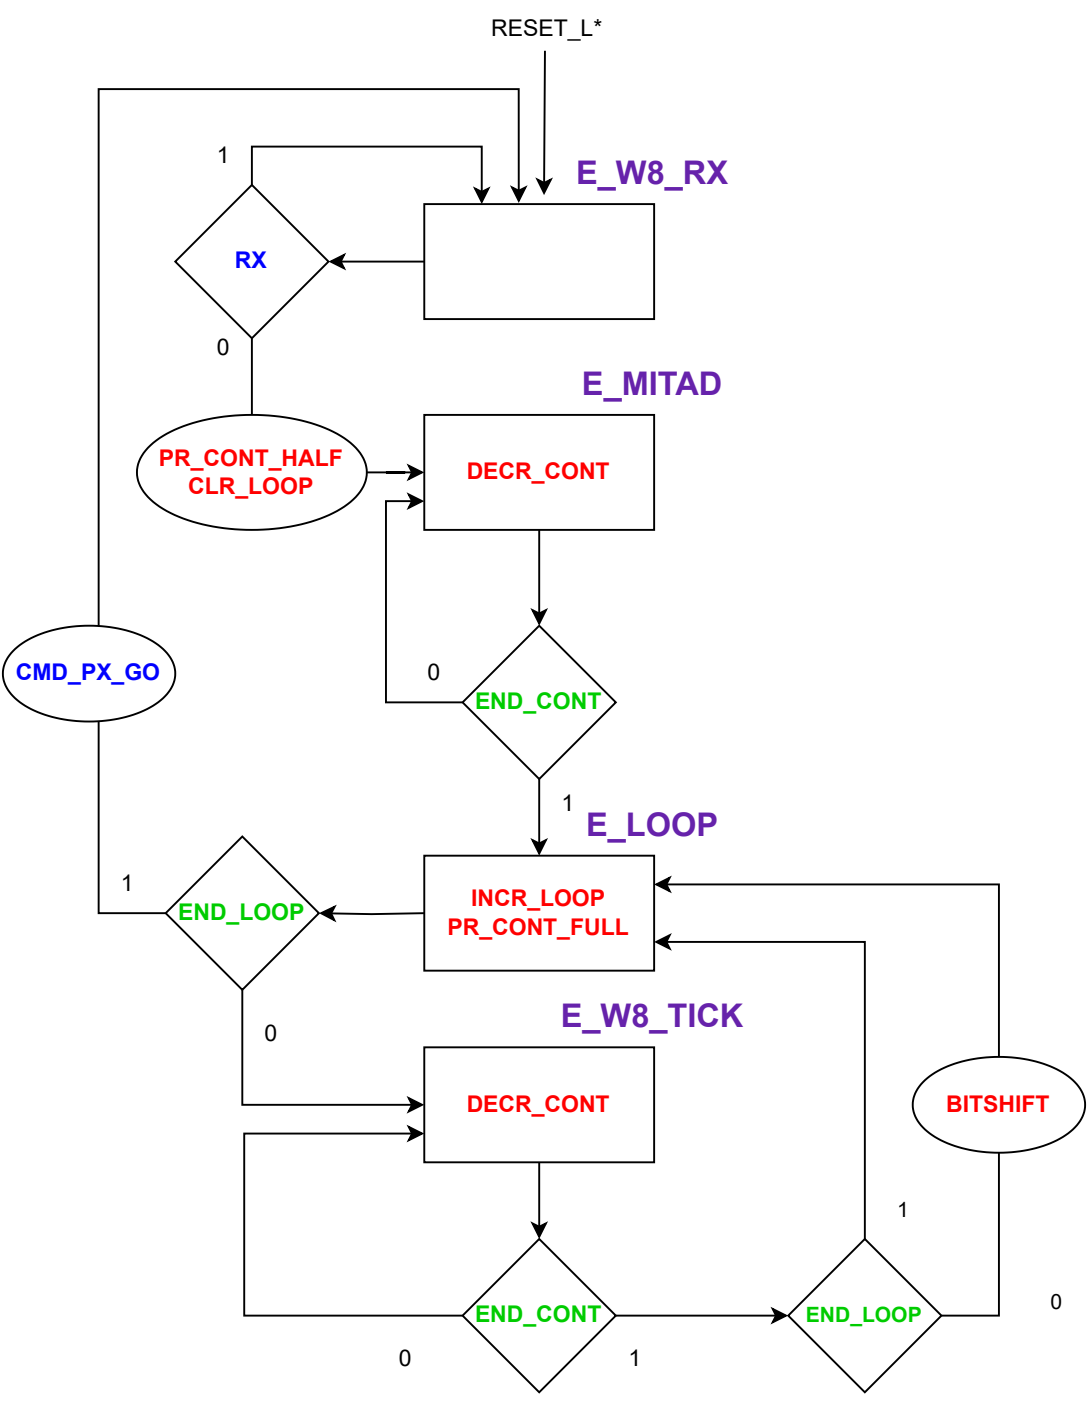 RESET_L*
1
E_W8_RX
RX
0
E_MITAD
PR_CONT_HALF
CLR_LOOP
DECR_CONT
CMD_PX_GO
0
END_CONT
1
E_LOOP
1
END_LOOP
INCR_LOOP
PR_CONT_FULL
0
E_W8_TICK
DECR_CONT
BITSHIFT
1
END_CONT
END_LOOP
0
0
1